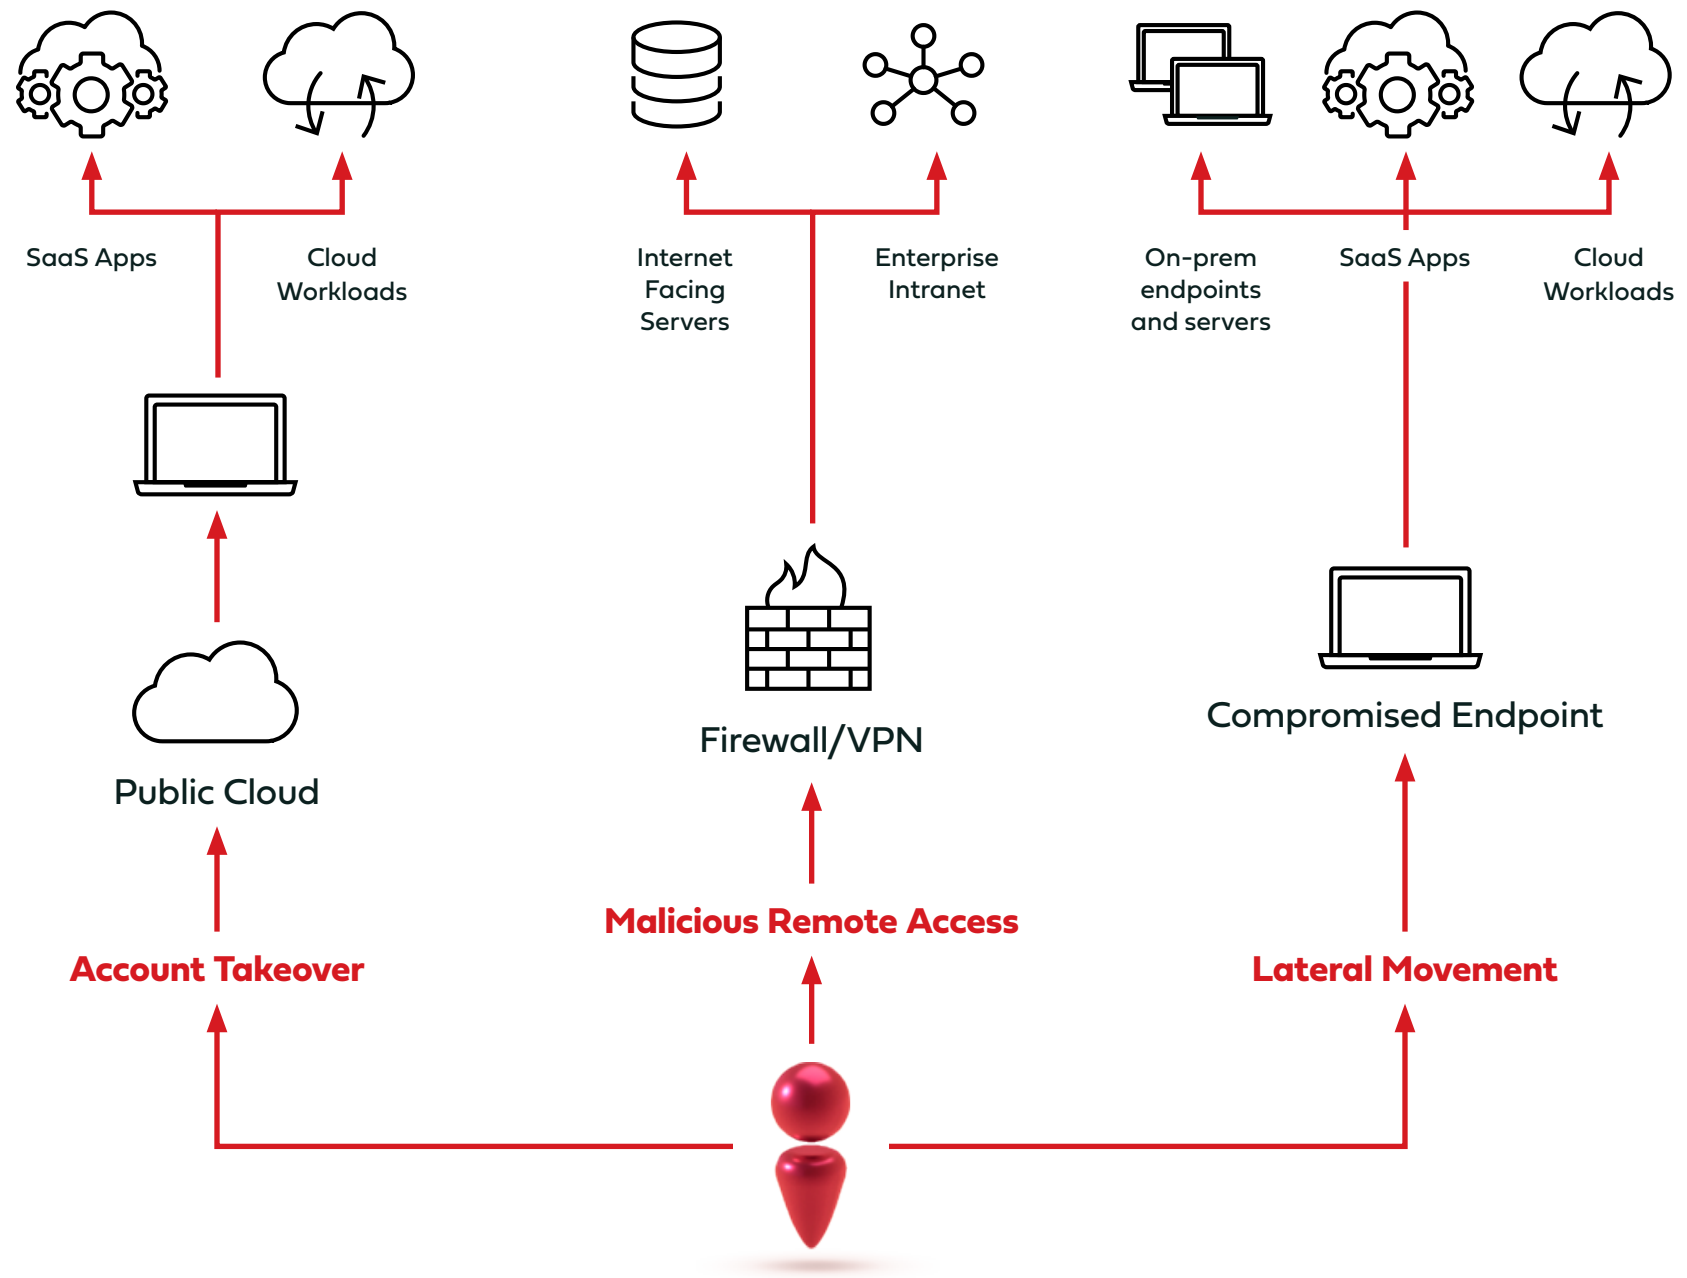 SaaS Apps
Cloud
Workloads
Internet
Facing
Servers
Enterprise
Intranet
On-prem
endpoints
and servers
SaaS Apps
Cloud
Workloads
Public Cloud
Firewall/VPN
Compromised Endpoint
Account Takeover
Malicious Remote Access
Lateral Movement